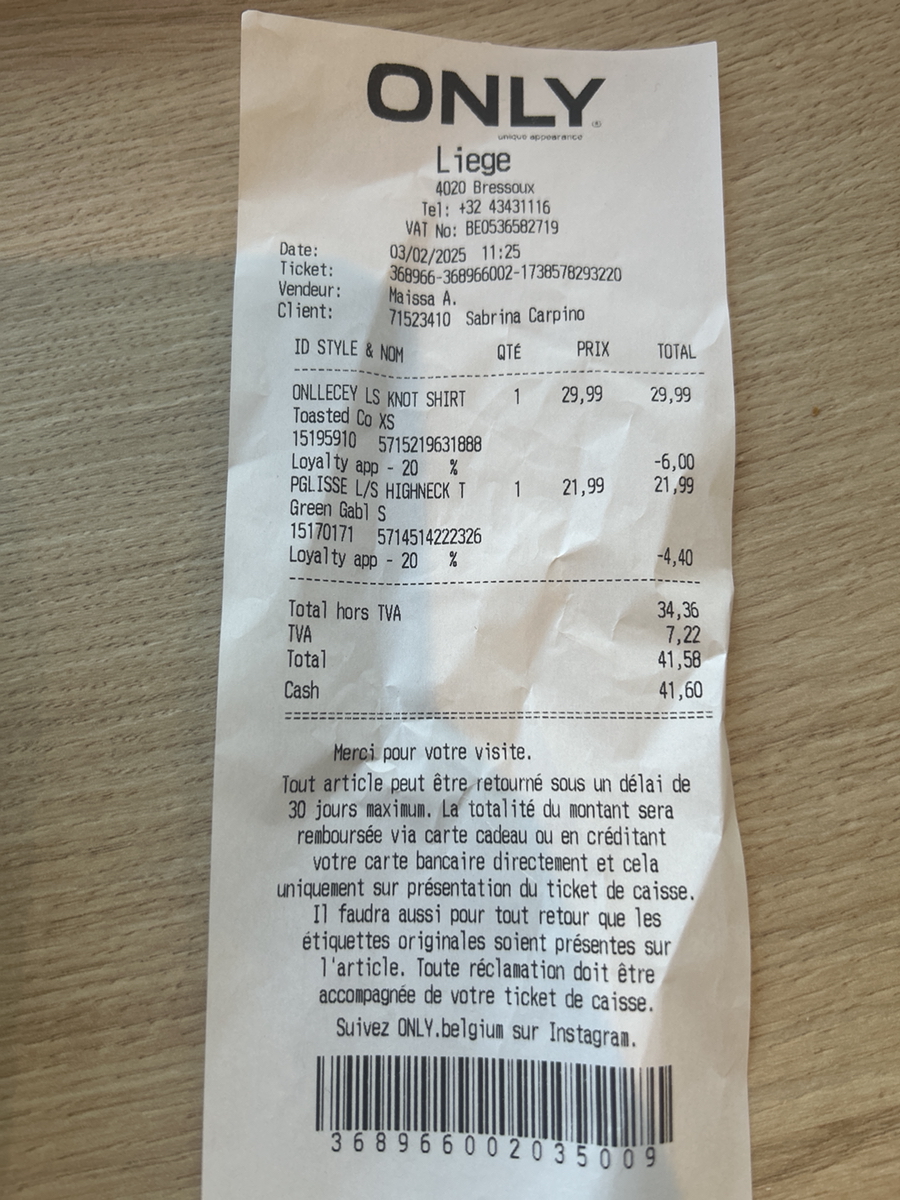 ONLY®
unique appearance
Liege
4020 Bressoux
Tel: +32 43431116
VAT No: BE0536582719
Date: 03/02/2025 11:25
Ticket: 368966-368966002-1738578293220
Vendeur: Maissa A.
Client: 71523410 Sabrina Carpino
ID STYLE & NOM QTÉ PRIX TOTAL
ONLLECEY LS KNOT SHIRT 1 29,99 29,99
Toasted Co XS
15195910 5715219631888
Loyalty app - 20 % -6,00
PGLISSE L/S HIGHNECK T 1 21,99 21,99
Green Gabl S
15170171 5714514222326
Loyalty app - 20 % -4,40
Total hors TVA 34,36
TVA 7,22
Total 41,58
Cash 41,60
Merci pour votre visite.
Tout article peut être retourné sous un délai de
30 jours maximum. La totalité du montant sera
remboursée via carte cadeau ou en créditant
votre carte bancaire directement et cela
uniquement sur présentation du ticket de caisse.
Il faudra aussi pour tout retour que les
étiquettes originales soient présentes sur
l'article. Toute réclamation doit être
accompagnée de votre ticket de caisse.
Suivez ONLY.belgium sur Instagram.
368966002035009